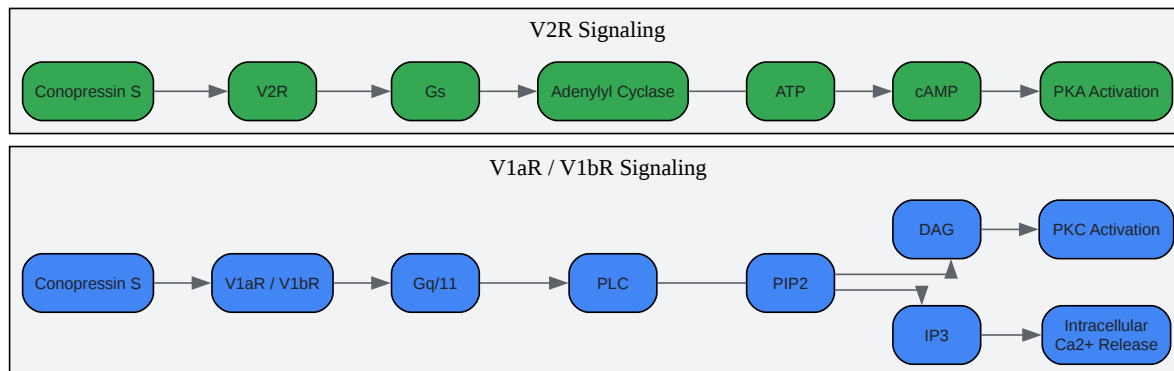 V2R Signaling
Conopressin S
V2R
Gs
Adenylyl Cyclase
ATP
cAMP
PKA Activation
V1aR / V1bR Signaling
Conopressin S
V1aR / V1bR
Gq/11
PLC
PIP2
DAG
PKC Activation
IP3
Intracellular
Ca2+ Release